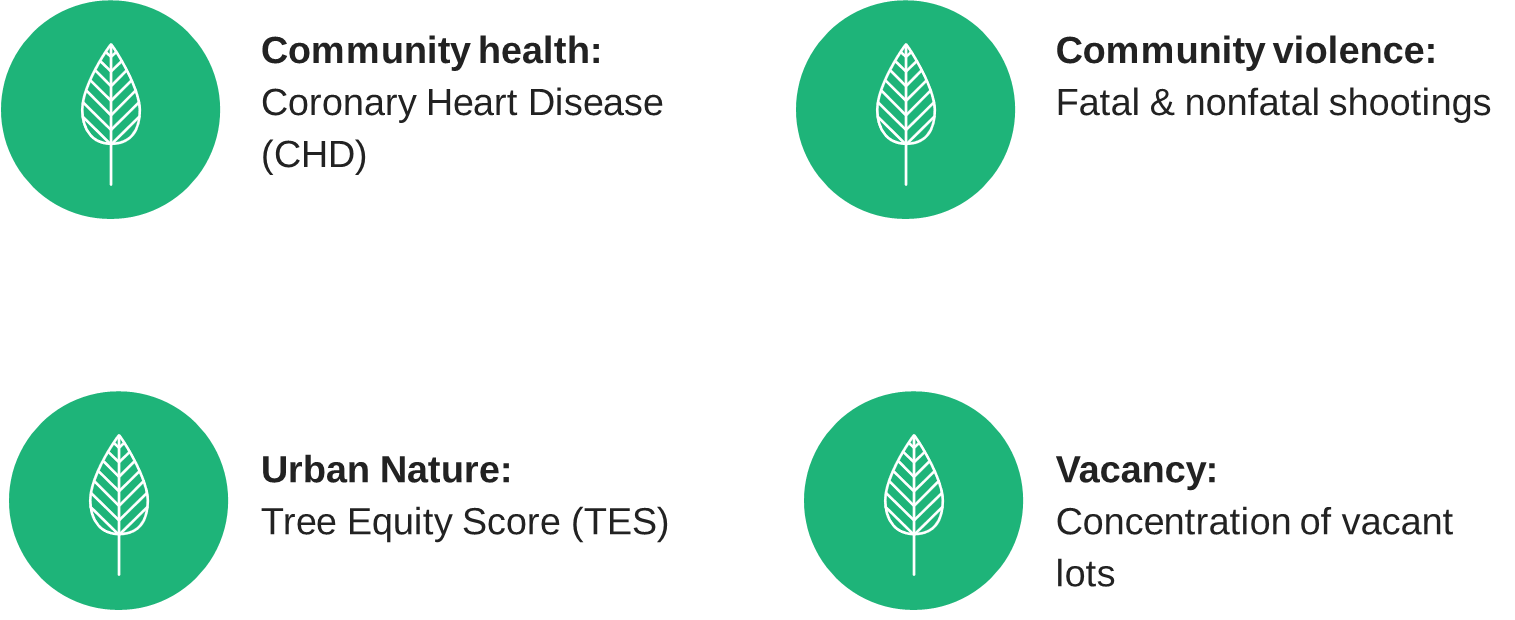 Community health:
Coronary Heart Disease
(CHD)
Community violence:
Fatal & nonfatal shootings
Urban Nature:
Tree Equity Score (TES)
Vacancy:
Concentration of vacant
lots